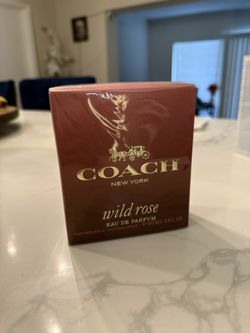 COACH
NEW YORK
wild rose
EAU DE PARFUM